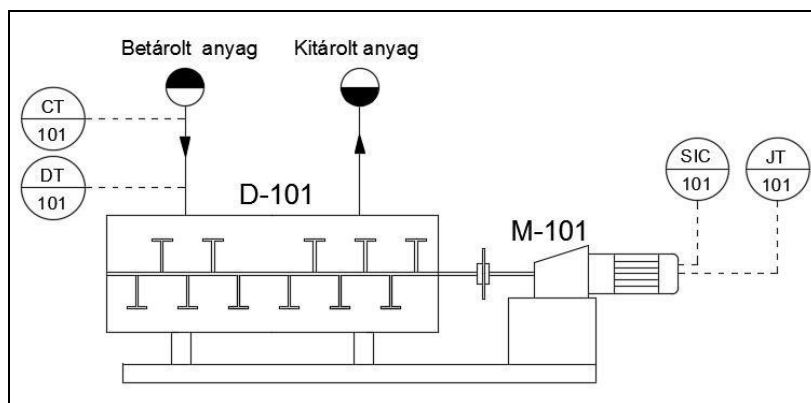 Betárolt anyag
Kitárolt anyag
CT
101
DT
101
D-101
M-101
SIC
101
JT
101